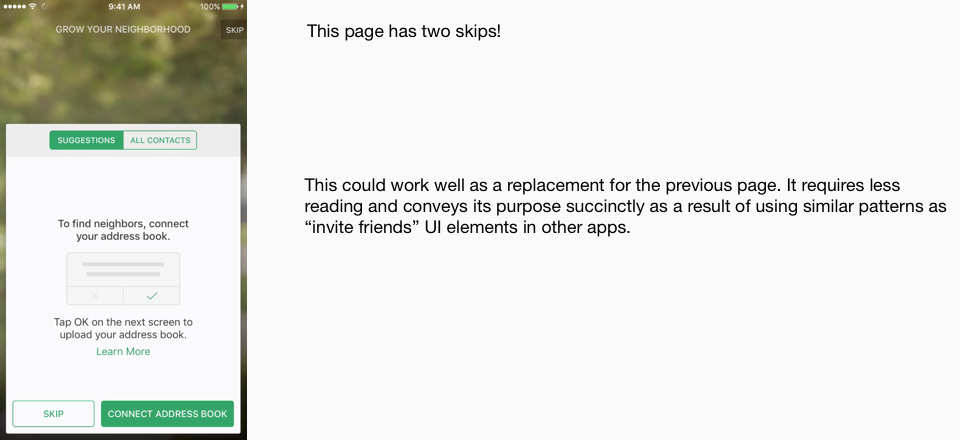 9:41 AM
100%
GROW YOUR NEIGHBORHOOD
SKIP
This page has two skips!
SUGGESTIONS
ALL CONTACTS
This could work well as a replacement for the previous page. It requires less
reading and conveys its purpose succinctly as a result of using similar patterns as
“invite friends” UI elements in other apps.
To find neighbors, connect
your address book.
Tap OK on the next screen to
upload your address book.
Learn More
SKIP
CONNECT ADDRESS BOOK